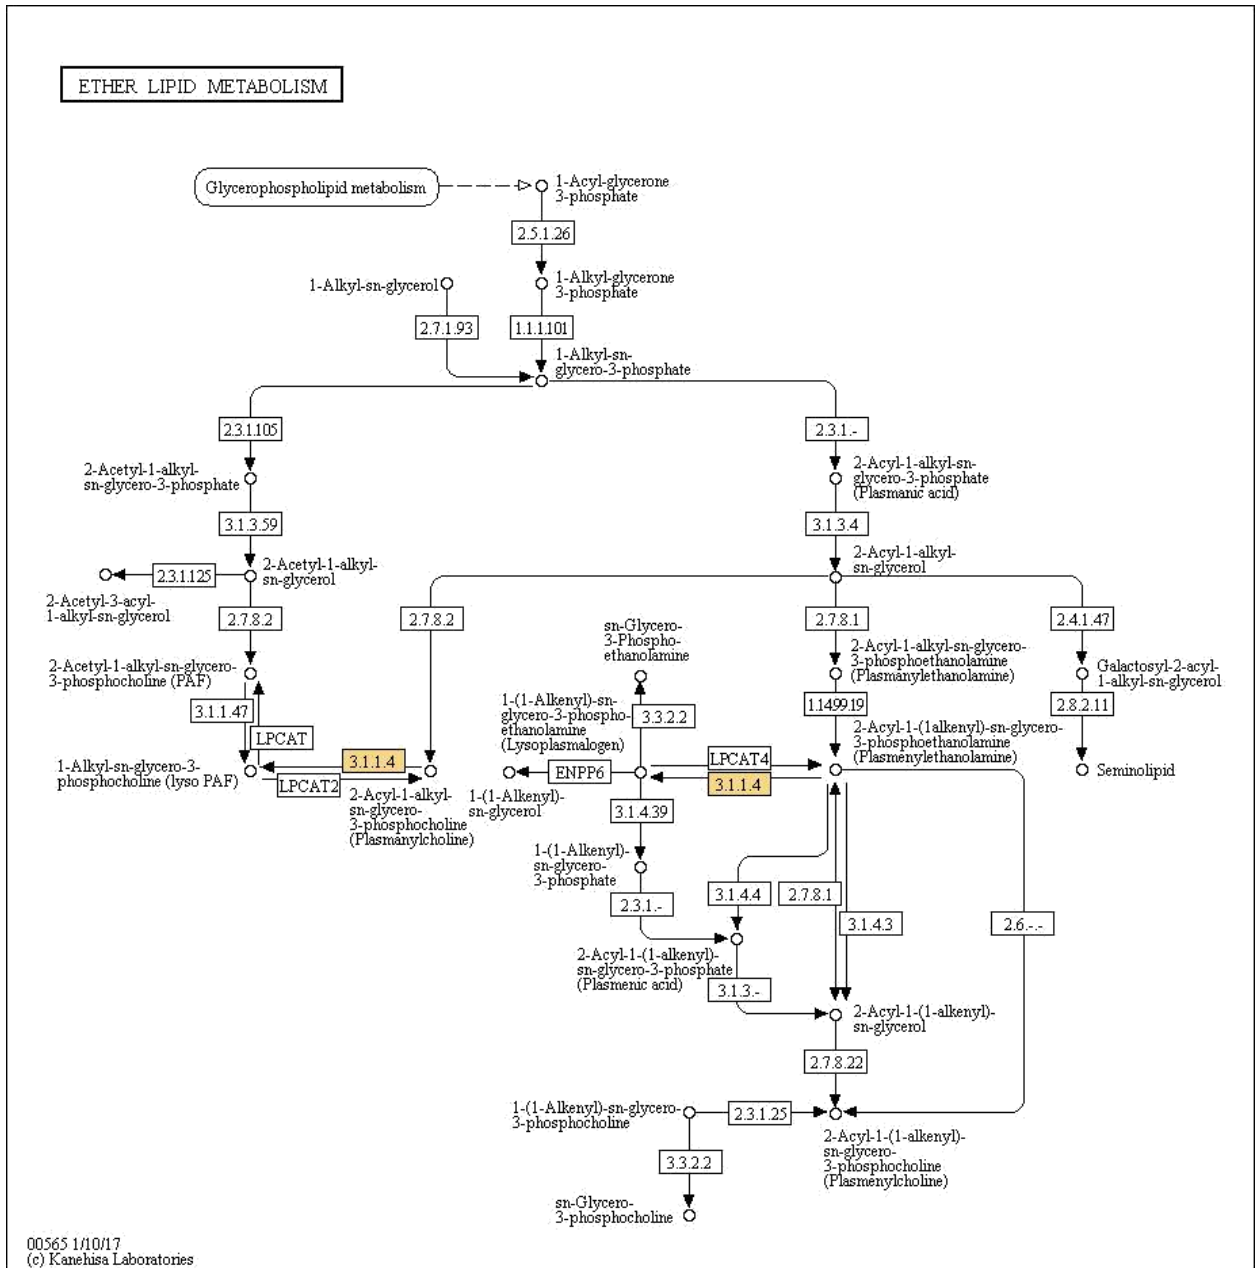 ETHER LIPID METABOLISM
Glycerophospholipid metabolism
1-Acyl-glycerone
3-phosphate
2.5.1.26
1-Alkyl-sn-glycerol
1-Alkyl-glycerone
3-phosphate
2.7.1.93
1.1.1.101
1-Alkyl-sn-
glycero-3-phosphate
2.3.1.105
2.3.1.-
2-Acetyl-1-alkyl-
sn-glycero-3-phosphate
2-Acyl-1-alkyl-sn-
glycero-3-phosphate
(Plasmanic acid)
3.1.3.59
3.1.3.4
2.3.1.125
2-Acetyl-1-alkyl-
sn-glycerol
2-Acyl-1-alkyl-
sn-glycerol
2-Acetyl-3-acyl-
1-alkyl-sn-glycerol
2.7.8.2
2.7.8.2
2.7.8.1
2.4.1.47
sn-Glycero-
3-Phospho-
ethanolamine
2-Acetyl-1-alkyl-sn-glycero-
3-phosphocholine (PAF)
2-Acyl-1-alkyl-sn-glycero-
3-phosphoethanolamine
(Plasmanylethanolamine)
Galactosyl-2-acyl-
1-alkyl-sn-glycerol
3.1.1.47
LPCAT
1-(1-Alkenyl)-sn-
glycero-3-phospho-
ethanolamine
(Lysoplasmalogen)
3.3.2.2
1.14.99.19
2.8.2.11
2-Acyl-1-(1alkenyl)-sn-glycero-
3-phosphoethanolamine
(Plasmenylethanolamine)
1-Alkyl-sn-glycero-3-
phosphocholine (lyso PAF)
3.1.1.4
LPCAT2
2-Acyl-1-alkyl-
sn-glycero-
3-phosphocholine
(Plasmanylcholine)
ENPP6
1-(1-Alkenyl)-
sn-glycerol
LPCAT4
3.1.1.4
Seminolipid
3.1.4.39
1-(1-Alkenyl)-
sn-glycero-
3-phosphate
2.3.1.-
3.1.4.4
2.7.8.1
3.1.4.3
2.6.-.-
2-Acyl-1-(1-alkenyl)-
sn-glycero-3-phosphate
(Plasmenic acid)
3.1.3.-
2-Acyl-1-(1-alkenyl)-
sn-glycerol
2.7.8.22
1-(1-Alkenyl)-sn-glycero-
3-phosphocholine
2.3.1.25
2-Acyl-1-(1-alkenyl)-
sn-glycero-
3-phosphocholine
(Plasmenylcholine)
3.3.2.2
sn-Glycero-
3-phosphocholine
00565 1/10/17
(c) Kanehisa Laboratories